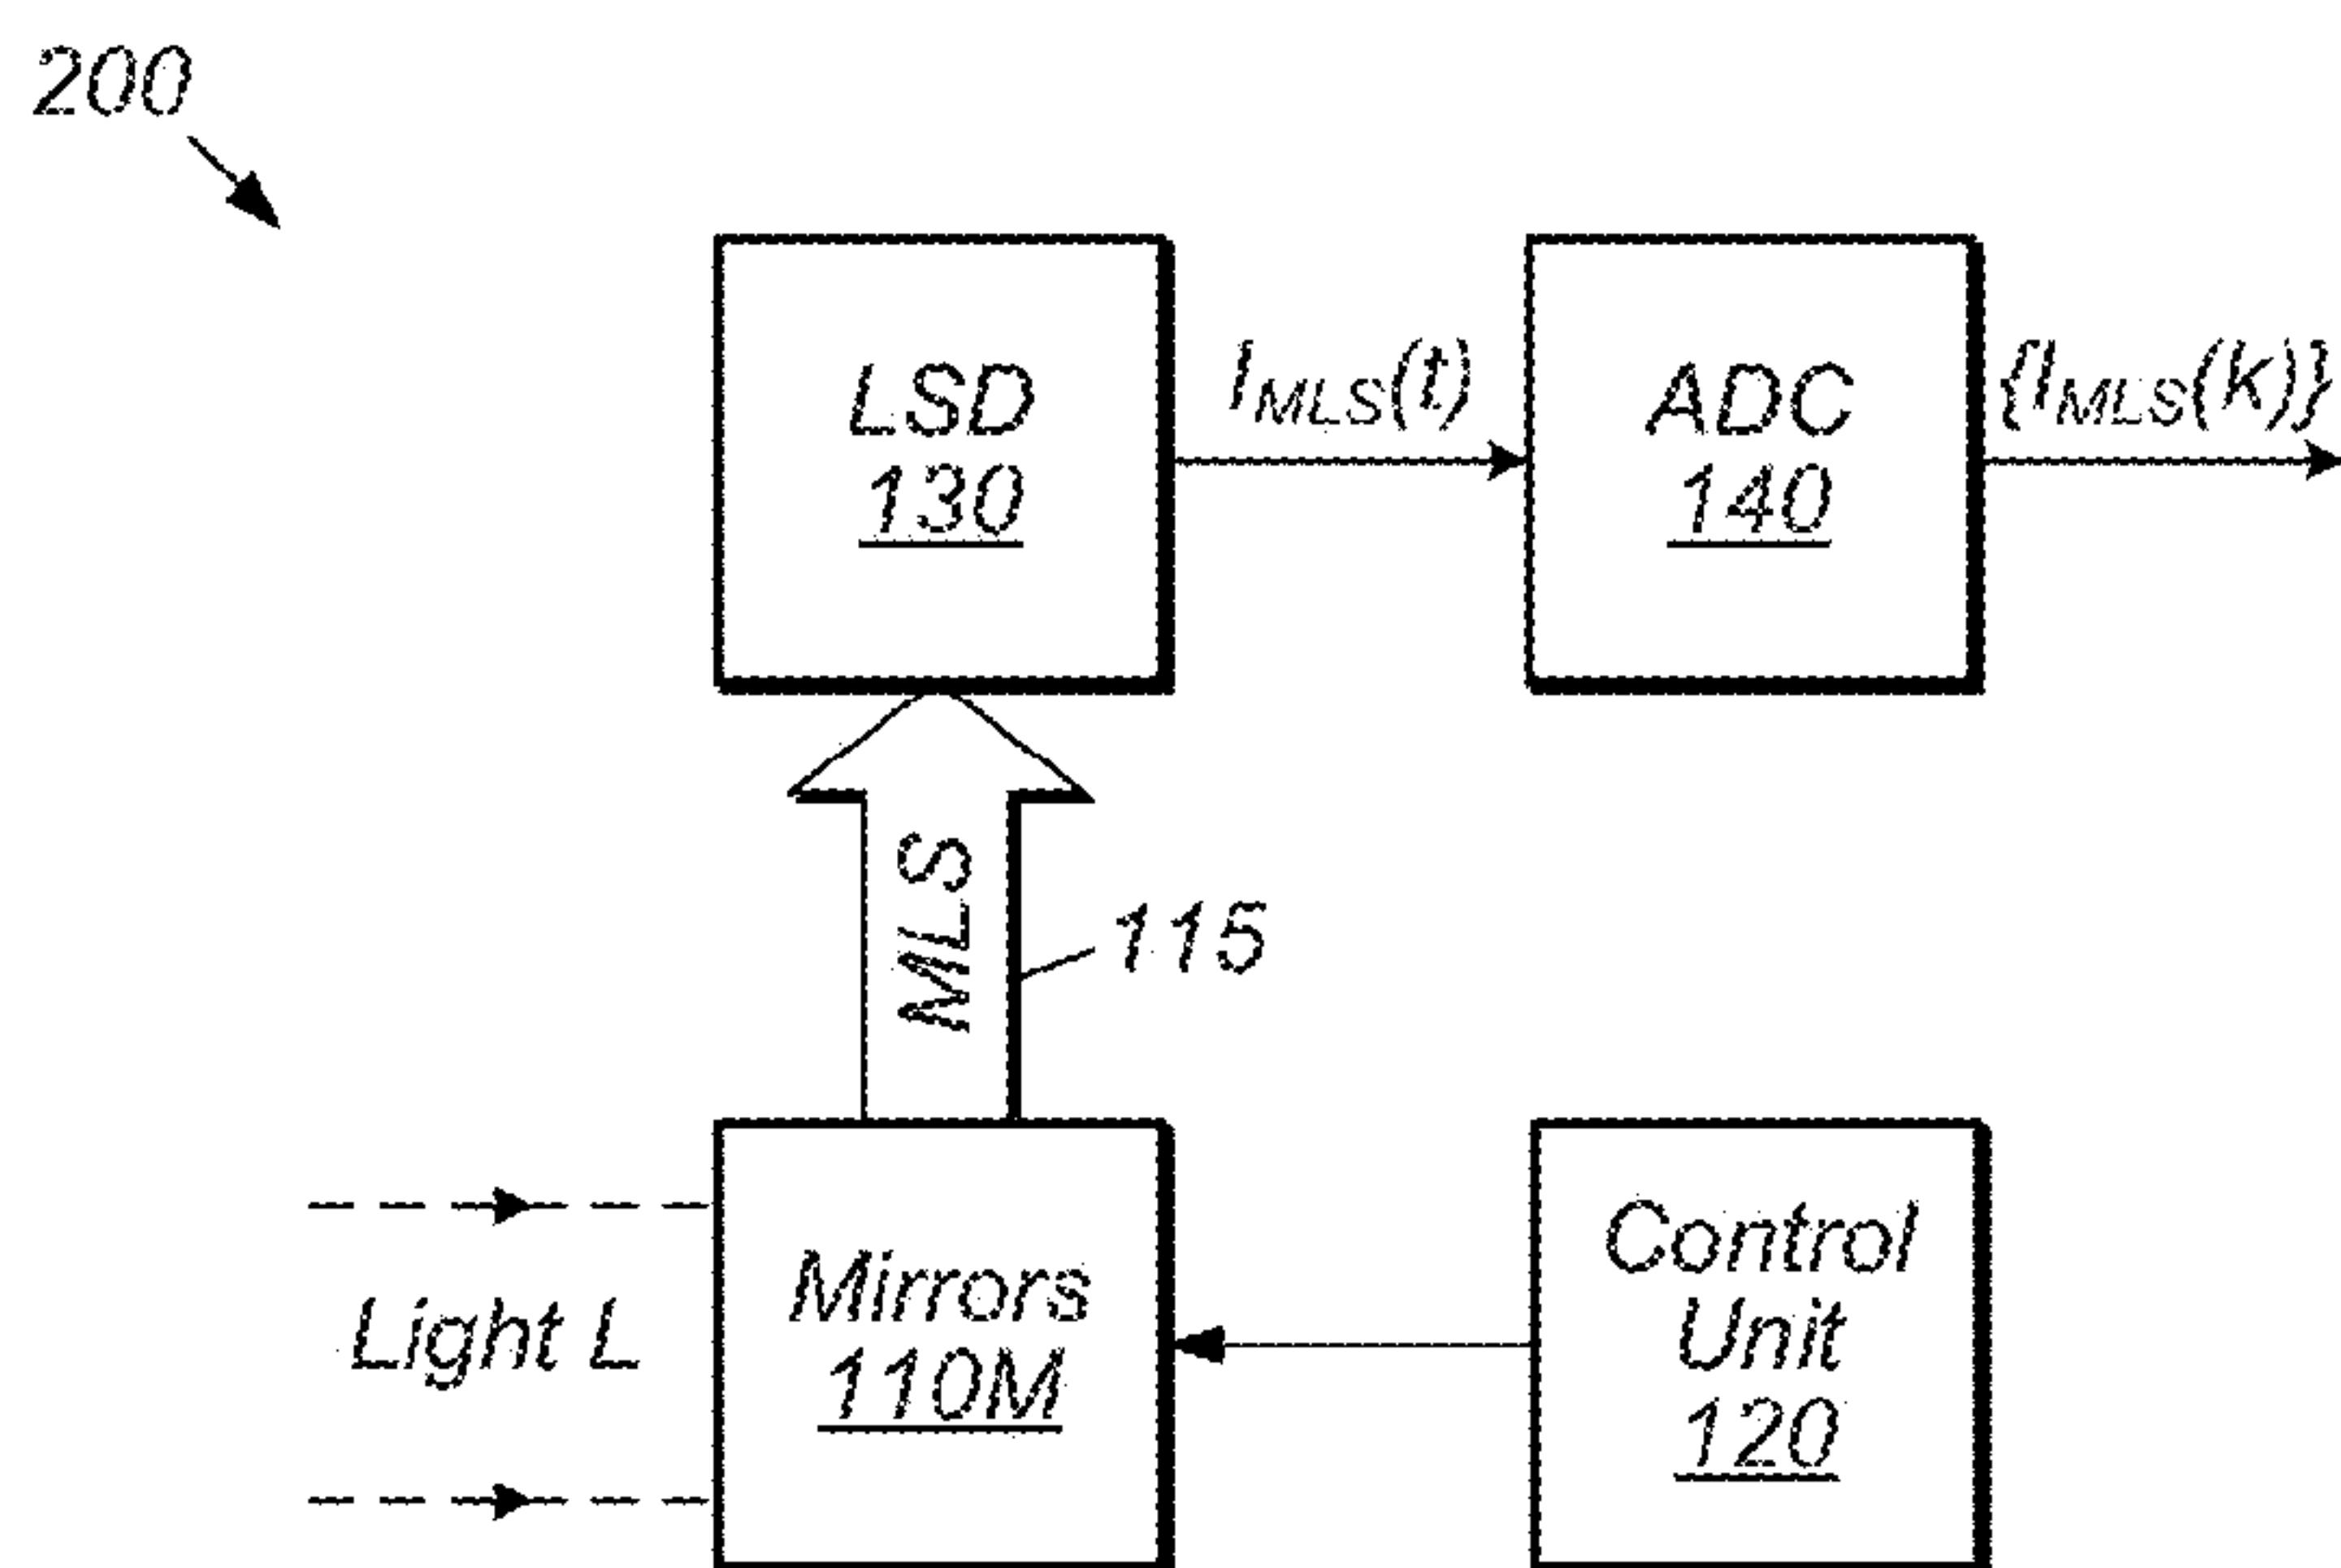 200
LSD
130
I_MLS(t)
ADC
140
{I_MLS(k)}
MLS
115
Light L
Mirrors
110M
Control
Unit
120